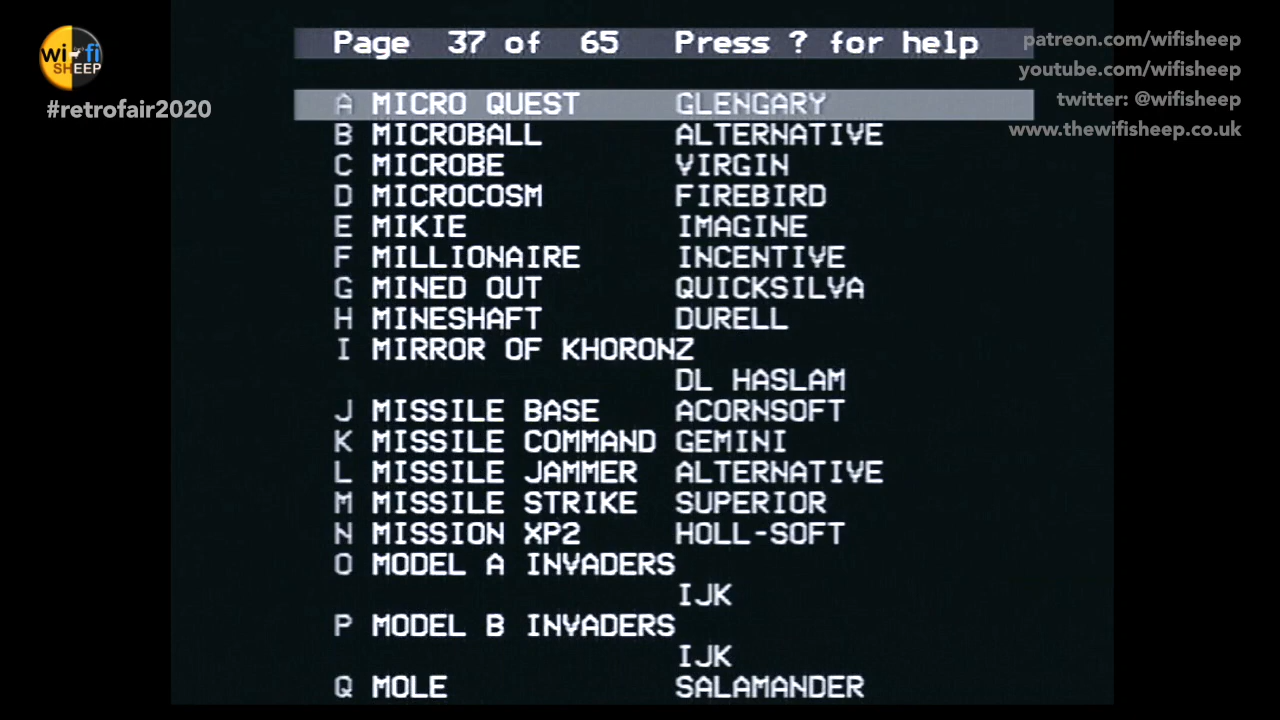 wi-fi
SHEEP
#retrofair2020
patreon.com/wifisheep
youtube.com/wifisheep
twitter: @wifisheep
www.thewifisheep.co.uk
Page 37 of 65 Press ? for help
A MICRO QUEST GLENGARY
B MICROBALL ALTERNATIVE
C MICROBE VIRGIN
D MICROCOSM FIREBIRD
E MIKIE IMAGINE
F MILLIONAIRE INCENTIVE
G MINED OUT QUICKSILVA
H MINESHAFT DURELL
I MIRROR OF KHORONZ
DL HASLAM
J MISSILE BASE ACORNSOFT
K MISSILE COMMAND GEMINI
L MISSILE JAMMER ALTERNATIVE
M MISSILE STRIKE SUPERIOR
N MISSION XP2 HOLL-SOFT
O MODEL A INVADERS
IJK
P MODEL B INVADERS
IJK
Q MOLE SALAMANDER